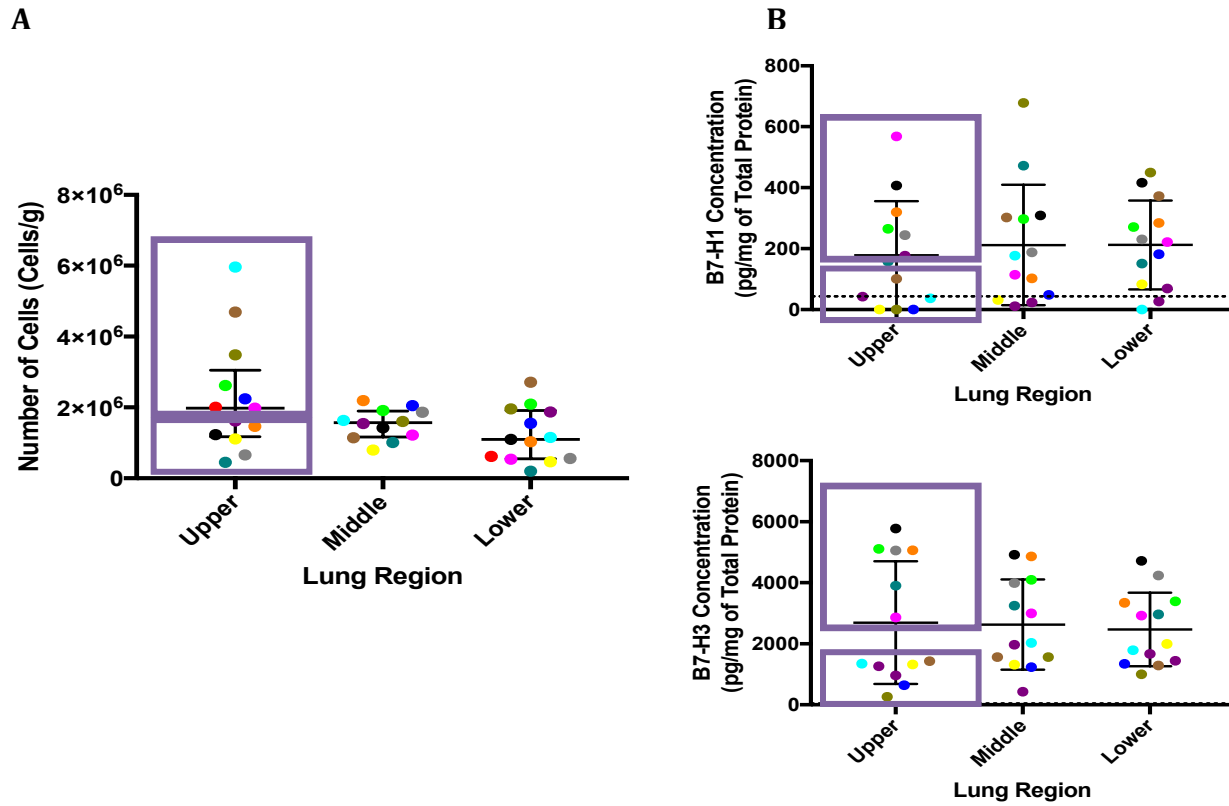 A
Number of Cells (Cells/g)
8×10⁶
6×10⁶
4×10⁶
2×10⁶
0
Upper
Middle
Lower
Lung Region
B
B7-H1 Concentration
(pg/mg of Total Protein)
800
600
400
200
0
Upper
Middle
Lower
Lung Region
B7-H3 Concentration
(pg/mg of Total Protein)
8000
6000
4000
2000
0
Upper
Middle
Lower
Lung Region